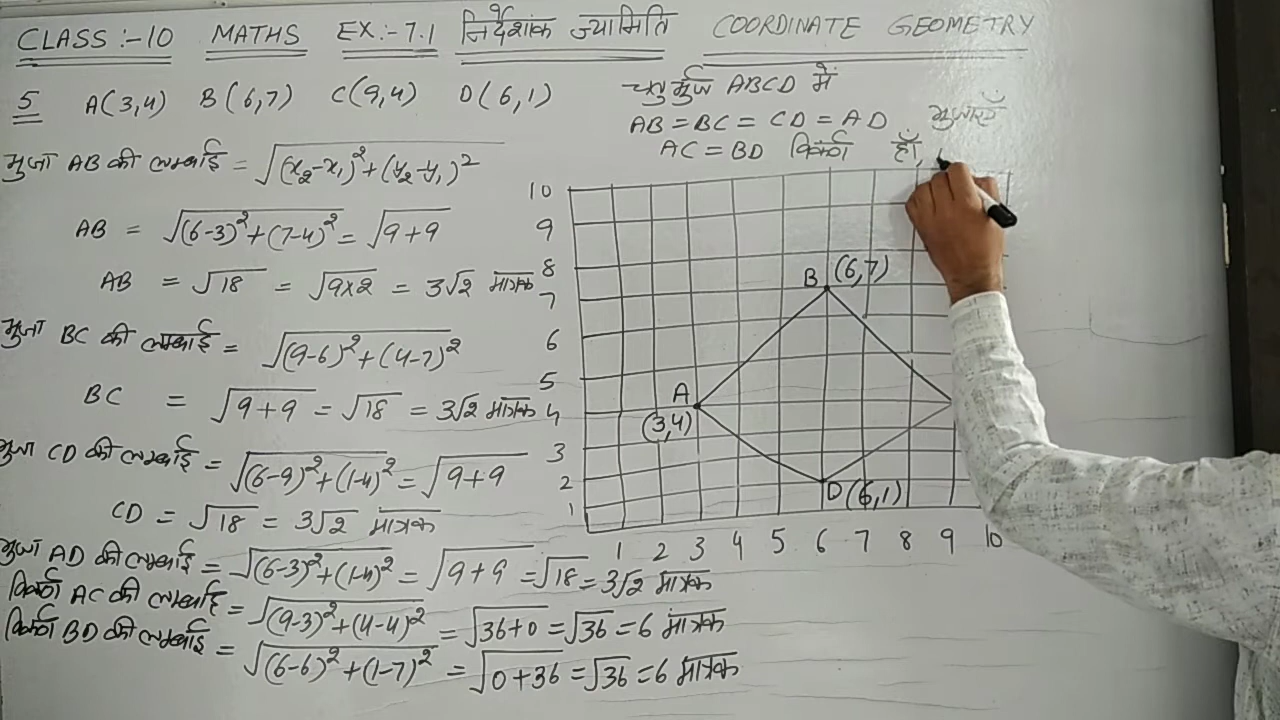 CLASS :-10 MATHS EX:-7.1 निर्देशांक ज्यामिति COORDINATE GEOMETRY
5 A(3,4) B(6,7) C(9,4) D(6,1)
भुजा AB की लम्बाई = √(x₂-x₁)²+(y₂-y₁)²
AB = √(6-3)²+(7-4)² = √9+9
AB = √18 = √9×2 = 3√2 मात्रक
भुजा BC की लम्बाई = √(9-6)²+(4-7)²
BC = √9+9 = √18 = 3√2 मात्रक
भुजा CD की लम्बाई = √(6-9)²+(1-4)² = √9+9
CD = √18 = 3√2 मात्रक
भुजा AD की लम्बाई = √(6-3)²+(1-4)² = √9+9 = √18 = 3√2 मात्रक
विकर्ण AC की लम्बाई = √(9-3)²+(4-4)² = √36+0 = √36 = 6 मात्रक
विकर्ण BD की लम्बाई = √(6-6)²+(1-7)² = √0+36 = √36 = 6 मात्रक
चतुर्भुज ABCD में
AB = BC = CD = AD भुजाएँ
AC = BD विकर्ण हैं,
10
9
8
7
6
5
4
3
2
1
B (6,7)
A
(3,4)
D (6,1)
1 2 3 4 5 6 7 8 9 10